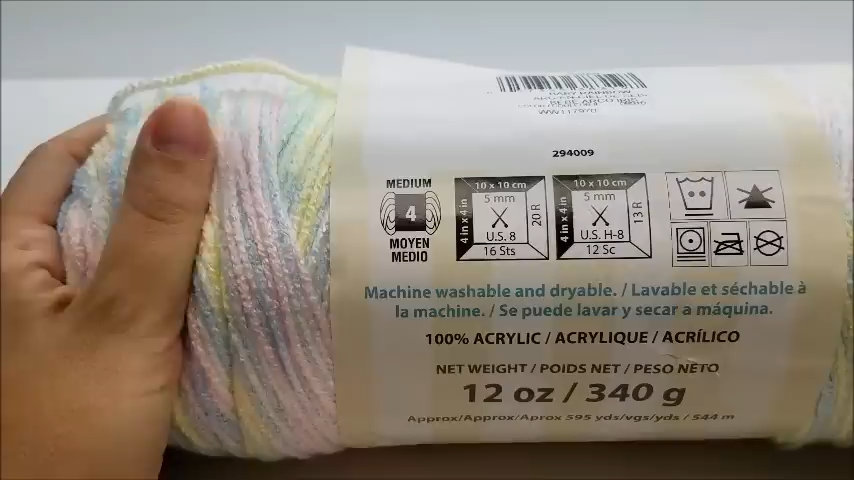 BABY RAINBOW
294009
MEDIUM
4
MOYEN
MEDIO
10 x 10 cm
4 in x 4 in
5 mm
U.S. 8
20 R
16 Sts
10 x 10 cm
4 in x 4 in
5 mm
U.S. H-8
13 R
12 Sc
Machine washable and dryable. / Lavable et séchable à
la machine. / Se puede lavar y secar a máquina.
100% ACRYLIC / ACRYLIQUE / ACRÍLICO
NET WEIGHT / POIDS NET / PESO NETO
12 oz / 340 g
Approx/Approx/Aprox 595 yds/vgs/yds / 544 m